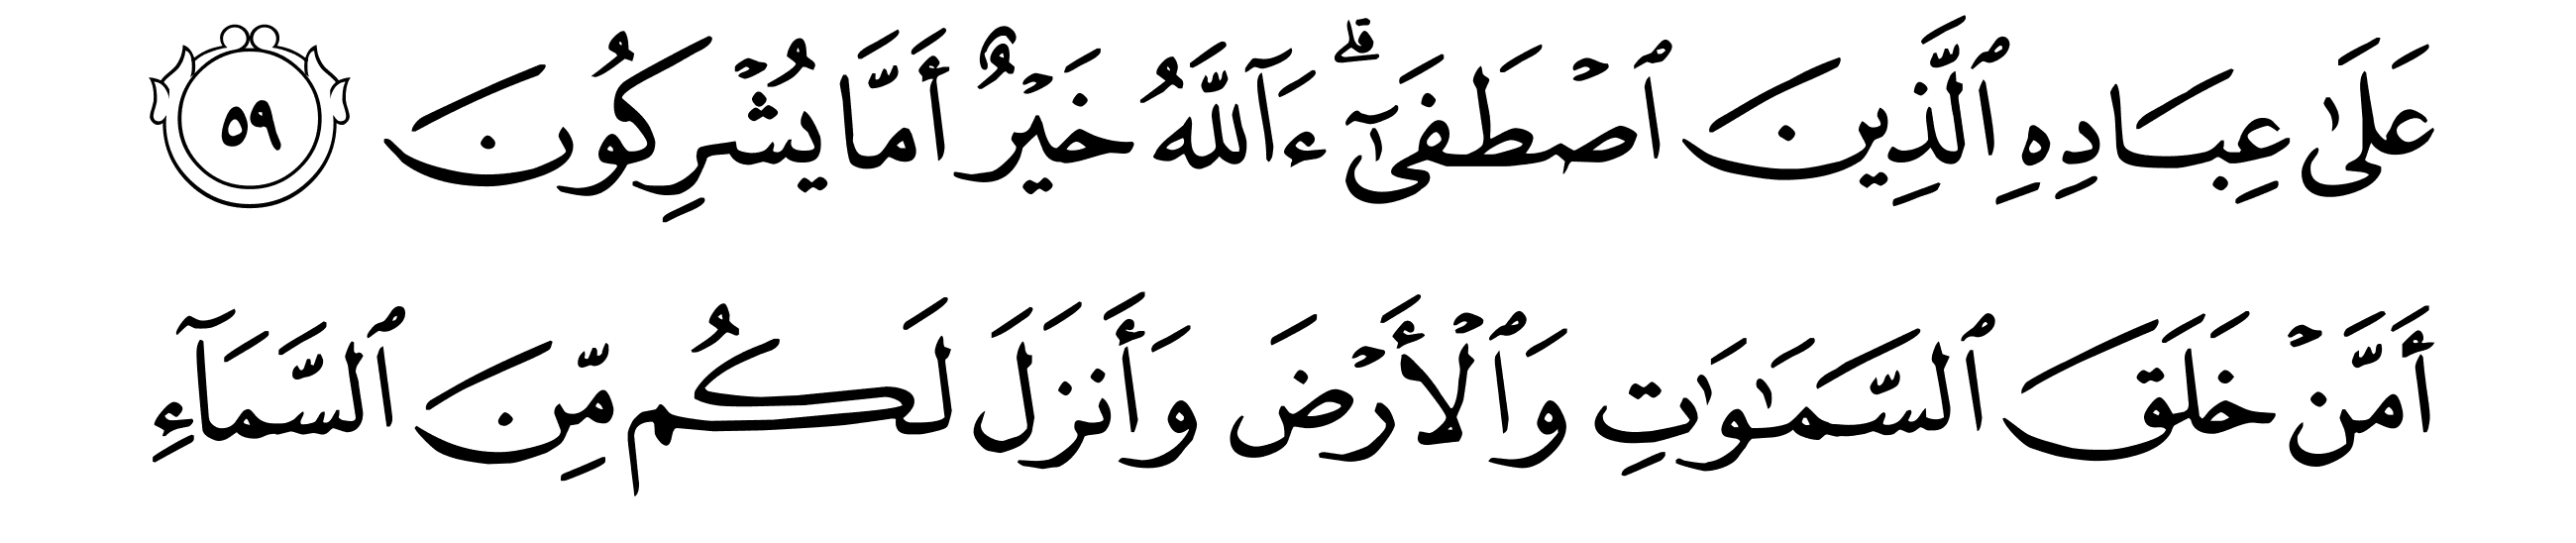 عَلَىٰ عِبَادِهِ ٱلَّذِينَ ٱصۡطَفَىٰٓۗ ءَآللَّهُ خَيۡرٌ أَمَّا يُشۡرِكُونَ ٥٩
أَمَّنۡ خَلَقَ ٱلسَّمَٰوَٰتِ وَٱلۡأَرۡضَ وَأَنزَلَ لَكُم مِّنَ ٱلسَّمَآءِ